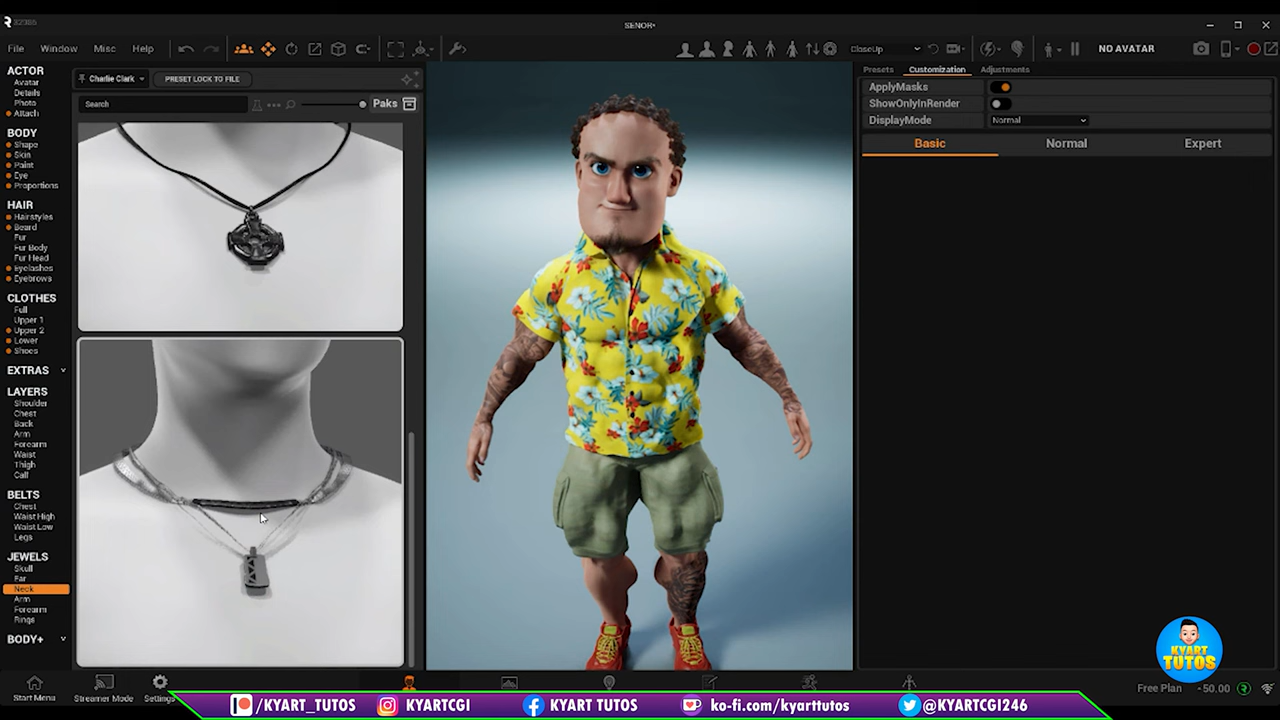 32985
SENOR•
File Window Misc Help
CloseUp
NO AVATAR
ACTOR
Avatar
Details
Photo
Attach
BODY
Shape
Skin
Paint
Eye
Proportions
HAIR
Hairstyles
Beard
Fur
Fur Body
Fur Head
Eyelashes
Eyebrows
CLOTHES
Full
Upper 1
Upper 2
Lower
Shoes
EXTRAS
LAYERS
Shoulder
Chest
Back
Arm
Forearm
Waist
Thigh
Calf
BELTS
Chest
Waist High
Waist Low
Legs
JEWELS
Skull
Ear
Neck
Arm
Forearm
Rings
BODY+
Charlie Clark
PRESET LOCK TO FILE
Search
Paks
Presets Customization Adjustments
ApplyMasks
ShowOnlyInRender
DisplayMode Normal
Basic Normal Expert
KYART
TUTOS
Start Menu Streamer Mode Settings
Free Plan -50.00
/KYART_TUTOS KYARTCGI KYART TUTOS ko-fi.com/kyarttutos @KYARTCGI246